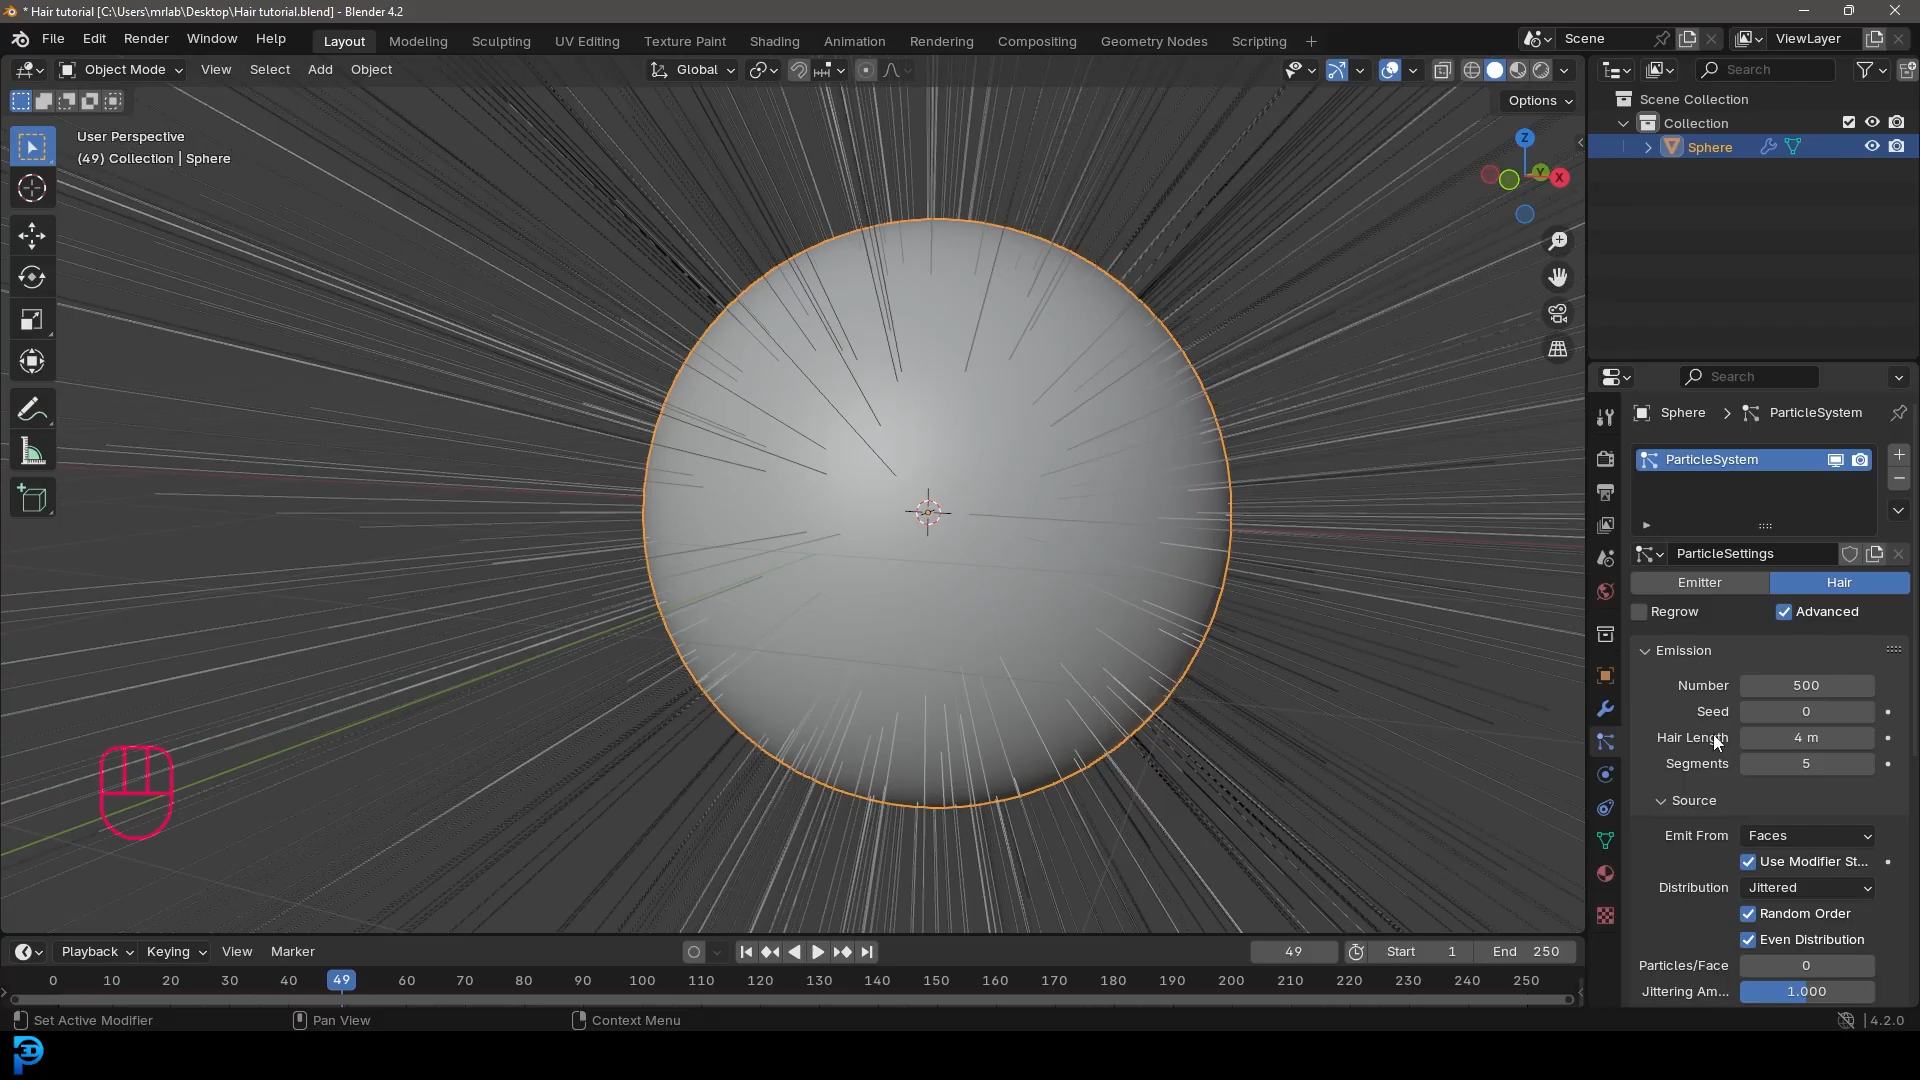 * Hair tutorial [C:\Users\mrlab\Desktop\Hair tutorial.blend] - Blender 4.2
File Edit Render Window Help
Layout Modeling Sculpting UV Editing Texture Paint Shading Animation Rendering Compositing Geometry Nodes Scripting +
Scene
ViewLayer
Object Mode View Select Add Object
Global
Options
User Perspective
(49) Collection | Sphere
Z
Y
X
Search
Scene Collection
Collection
Sphere
Search
Sphere > ParticleSystem
ParticleSystem
ParticleSettings
Emitter Hair
Regrow Advanced
Emission
Number 500
Seed 0
Hair Length 4 m
Segments 5
Source
Emit From Faces
Use Modifier St...
Distribution Jittered
Random Order
Even Distribution
Particles/Face 0
Jittering Am... 1.000
Playback Keying View Marker
49 Start 1 End 250
0 10 20 30 40 49 60 70 80 90 100 110 120 130 140 150 160 170 180 190 200 210 220 230 240 250
Set Active Modifier Pan View Context Menu
4.2.0
3D